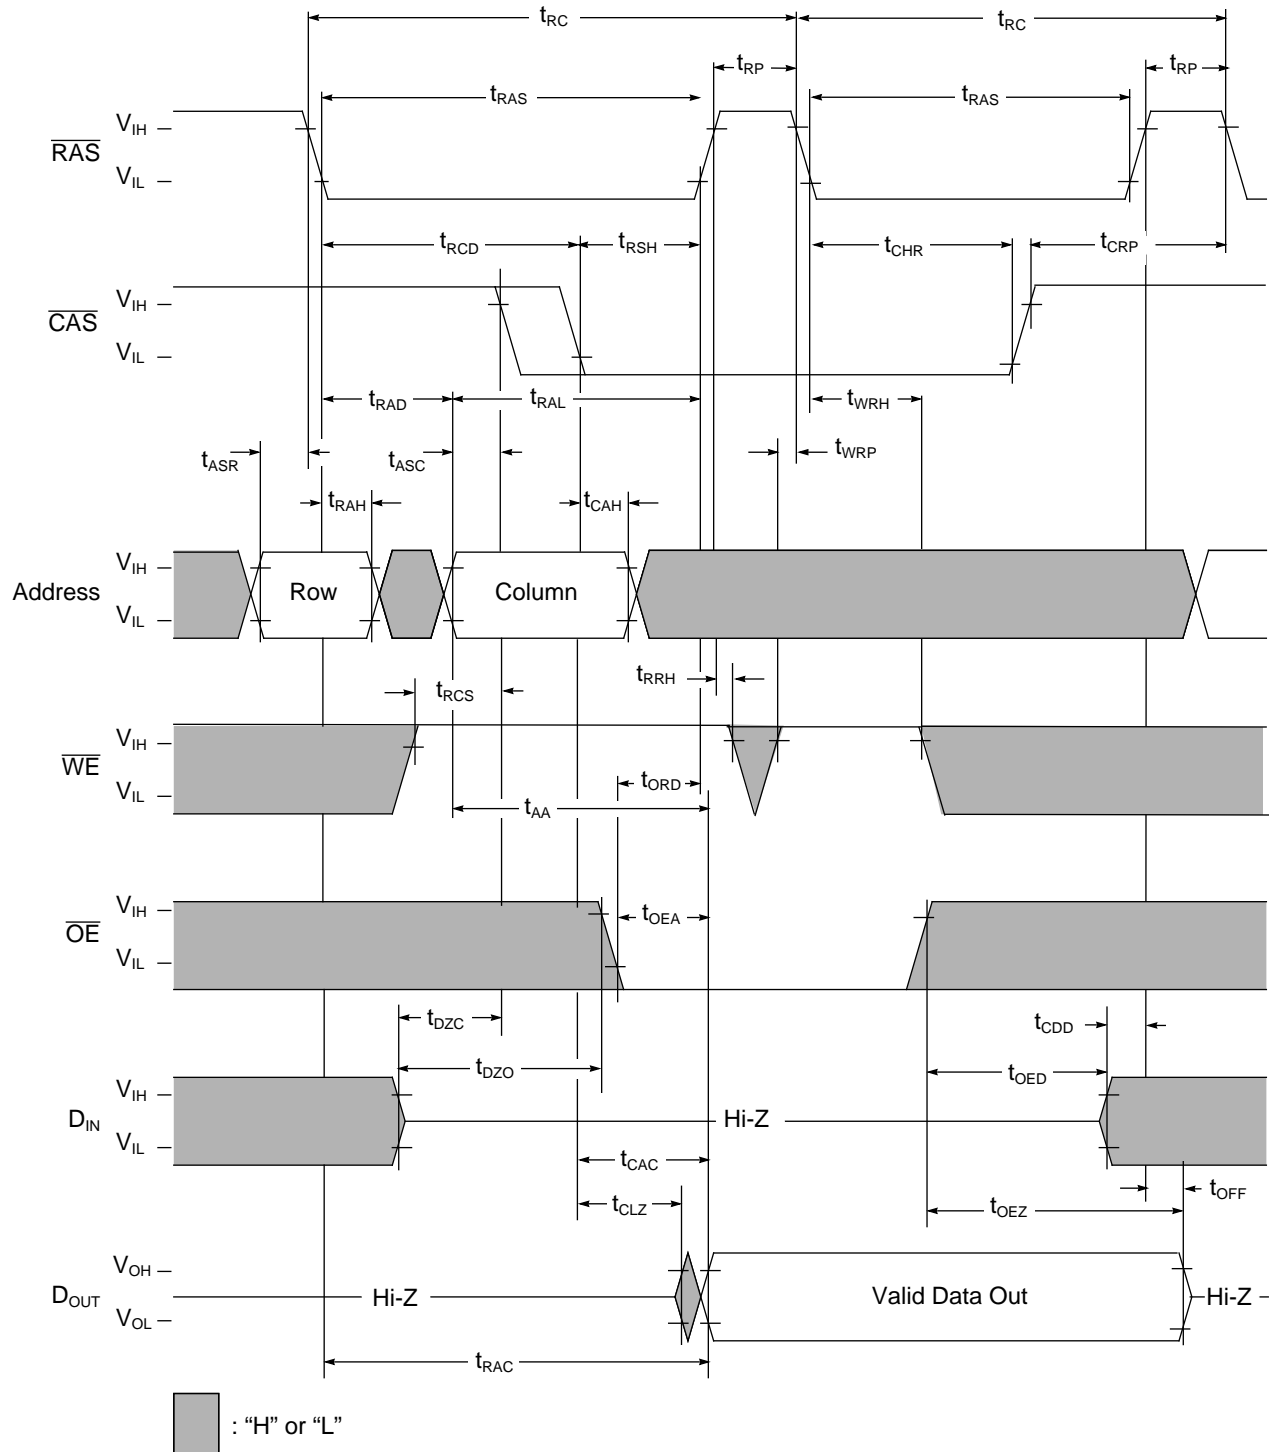 tRC tRC
tRP tRP
tRAS tRAS
RAS VIH
VIL
tRCD tRSH tCHR tCRP
CAS VIH
VIL
tRAD tRAL tWRH
tASR tASC tWRP
tRAH tCAH
Address VIH
VIL
Row Column
tRRH
tRCS
WE VIH
VIL
tORD
tAA
OE VIH
VIL
tOEA
tDZC tCDD
tDZO tOED
DIN VIH
VIL
Hi-Z
tCAC
tCLZ tOEZ tOFF
DOUT VOH
VOL
Hi-Z Valid Data Out Hi-Z
tRAC
: “H” or “L”